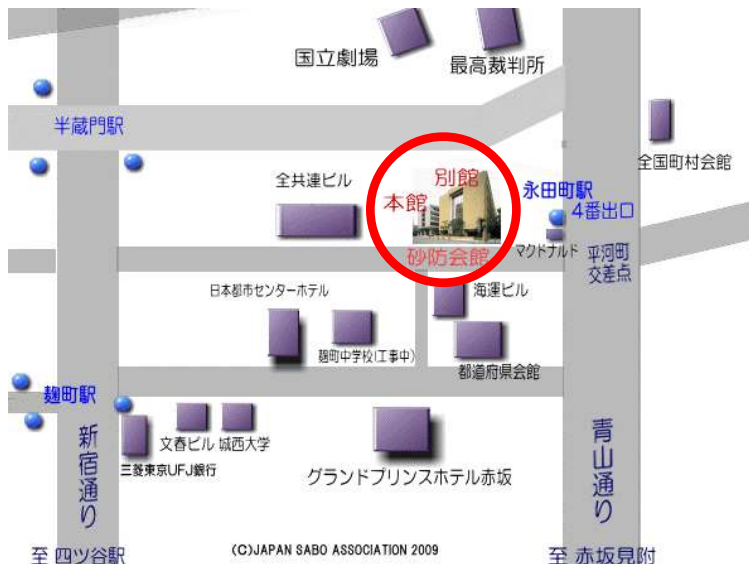 国立劇場
最高裁判所
半蔵門駅
全国町村会館
全共連ビル
別館
本館
永田町駅
4番出口
砂防会館
マクドナルド
平河町
交差点
日本都市センターホテル
海運ビル
麹町中学校(工事中)
都道府県会館
麹町駅
新宿通り
文春ビル
城西大学
三菱東京UFJ銀行
グランドプリンスホテル赤坂
青山通り
至 四ツ谷駅
(C)JAPAN SABO ASSOCIATION 2009
至 赤坂見附